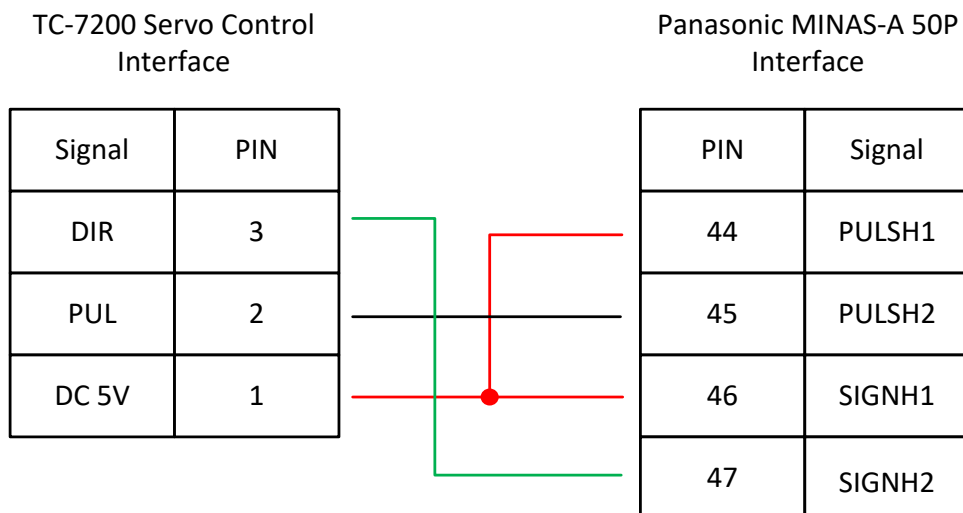 TC-7200 Servo Control
Interface
Panasonic MINAS-A 50P
Interface
Signal PIN
DIR 3
PUL 2
DC 5V 1
PIN Signal
44 PULSH1
45 PULSH2
46 SIGNH1
47 SIGNH2